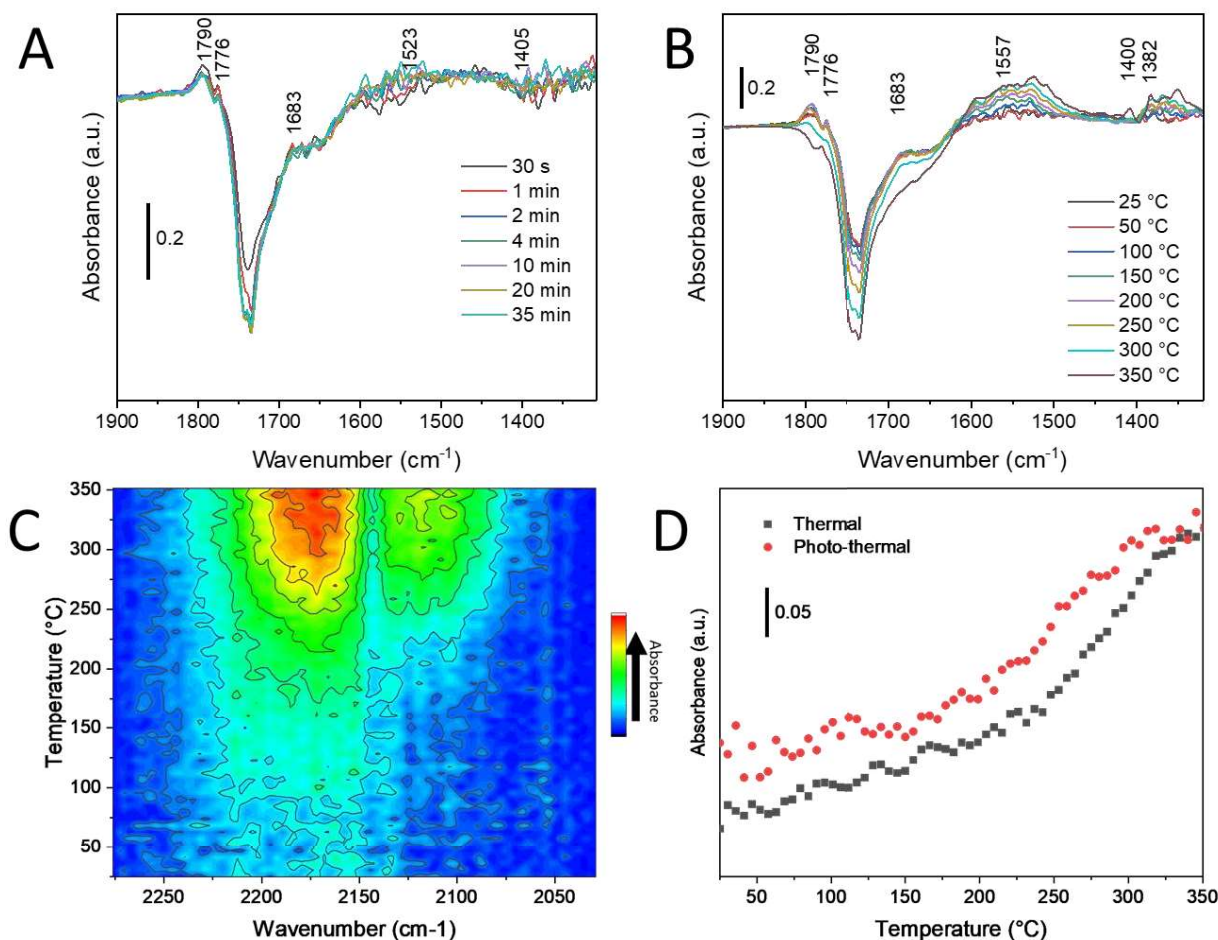 A
1790
1776
1683
1523
1405
0.2
30 s
1 min
2 min
4 min
10 min
20 min
35 min
Absorbance (a.u.)
1900 1800 1700 1600 1500 1400
Wavenumber (cm-1)
B
0.2
1790
1776
1683
1557
1400
1382
25 °C
50 °C
100 °C
150 °C
200 °C
250 °C
300 °C
350 °C
Absorbance (a.u.)
1900 1800 1700 1600 1500 1400
Wavenumber (cm-1)
C
350
300
250
200
150
100
50
Temperature (°C)
2250 2200 2150 2100 2050
Wavenumber (cm-1)
Absorbance
D
Thermal
Photo-thermal
0.05
Absorbance (a.u.)
50 100 150 200 250 300 350
Temperature (°C)